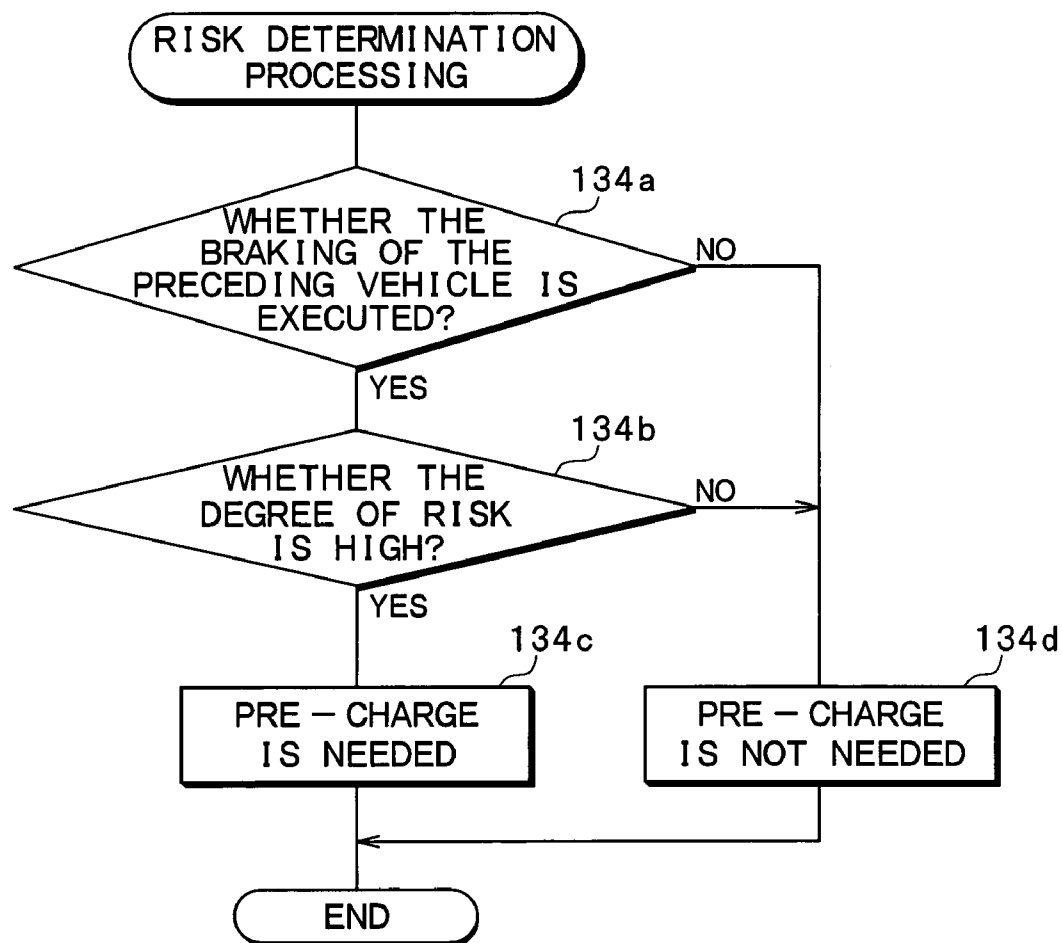 RISK DETERMINATION
PROCESSING
134a
WHETHER THE
BRAKING OF THE
PRECEDING VEHICLE IS
EXECUTED?
NO
YES
134b
WHETHER THE
DEGREE OF RISK
IS HIGH?
NO
YES
134c
PRE-CHARGE
IS NEEDED
134d
PRE-CHARGE
IS NOT NEEDED
END